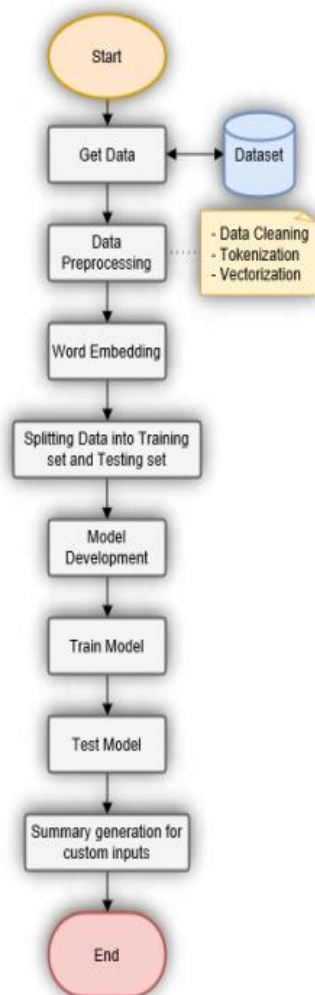 Start
Get Data
Dataset
Data
Preprocessing
- Data Cleaning
- Tokenization
- Vectorization
Word Embedding
Splitting Data into Training
set and Testing set
Model
Development
Train Model
Test Model
Summary generation for
custom inputs
End